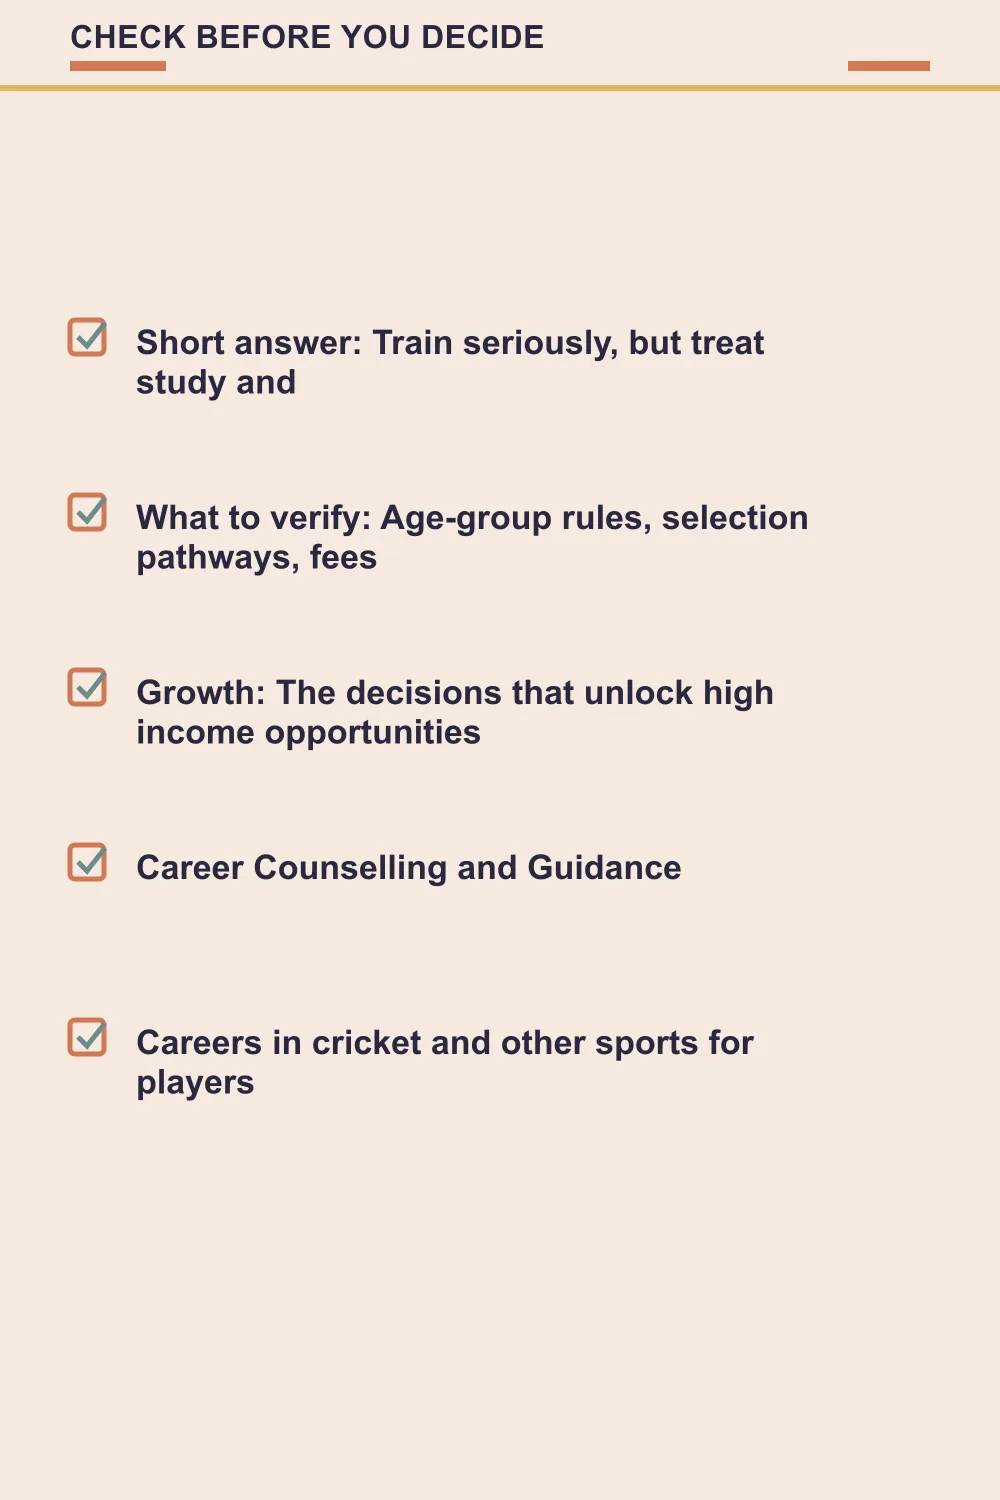 CHECK BEFORE YOU DECIDE
Short answer: Train seriously, but treat
study and
What to verify: Age-group rules, selection
pathways, fees
Growth: The decisions that unlock high
income opportunities
Career Counselling and Guidance
Careers in cricket and other sports for
players